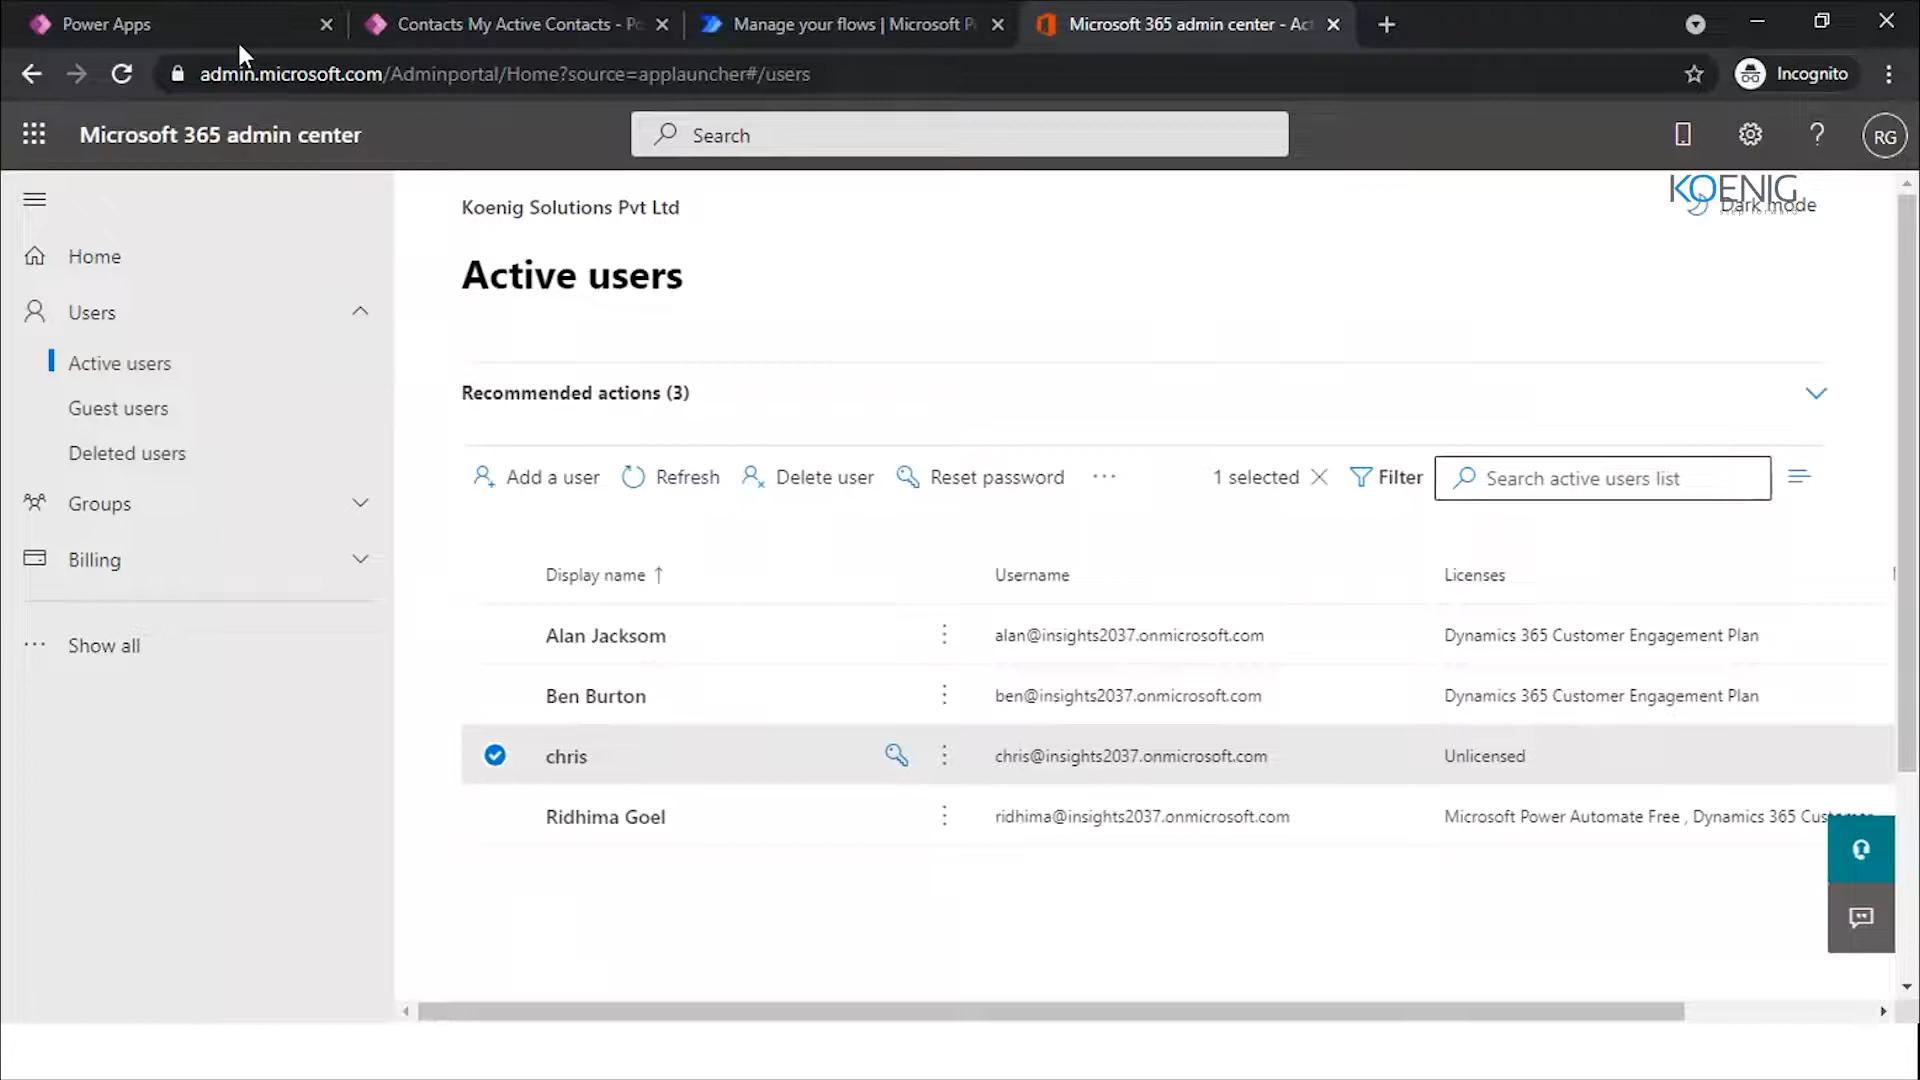 Power Apps
Contacts My Active Contacts - Po
Manage your flows | Microsoft P
Microsoft 365 admin center - Act
admin.microsoft.com/Adminportal/Home?source=applauncher#/users
Incognito
Microsoft 365 admin center
Search
RG
Koenig Solutions Pvt Ltd
KOENIG
Dark mode
Home
Active users
Users
Active users
Recommended actions (3)
Guest users
Deleted users
Add a user
Refresh
Delete user
Reset password
1 selected
Filter
Search active users list
Groups
Billing
Display name ↑
Username
Licenses
Show all
Alan Jacksom
alan@insights2037.onmicrosoft.com
Dynamics 365 Customer Engagement Plan
Ben Burton
ben@insights2037.onmicrosoft.com
Dynamics 365 Customer Engagement Plan
chris
chris@insights2037.onmicrosoft.com
Unlicensed
Ridhima Goel
ridhima@insights2037.onmicrosoft.com
Microsoft Power Automate Free , Dynamics 365